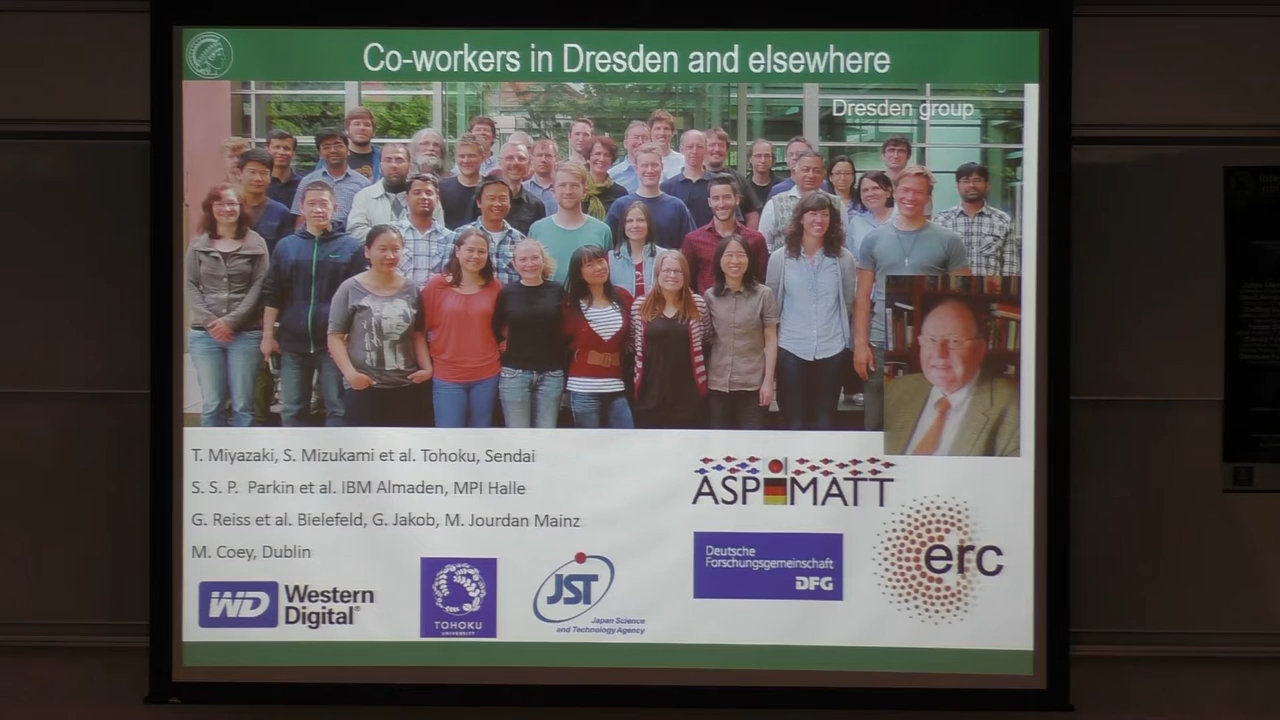 Co-workers in Dresden and elsewhere
Dresden group
T. Miyazaki, S. Mizukami et al. Tohoku, Sendai
S. S. P. Parkin et al. IBM Almaden, MPI Halle
G. Reiss et al. Bielefeld, G. Jakob, M. Jourdan Mainz
M. Coey, Dublin
ASPIMATT
Deutsche
Forschungsgemeinschaft
DFG
erc
WD Western
Digital®
TOHOKU
UNIVERSITY
JST
Japan Science
and Technology Agency